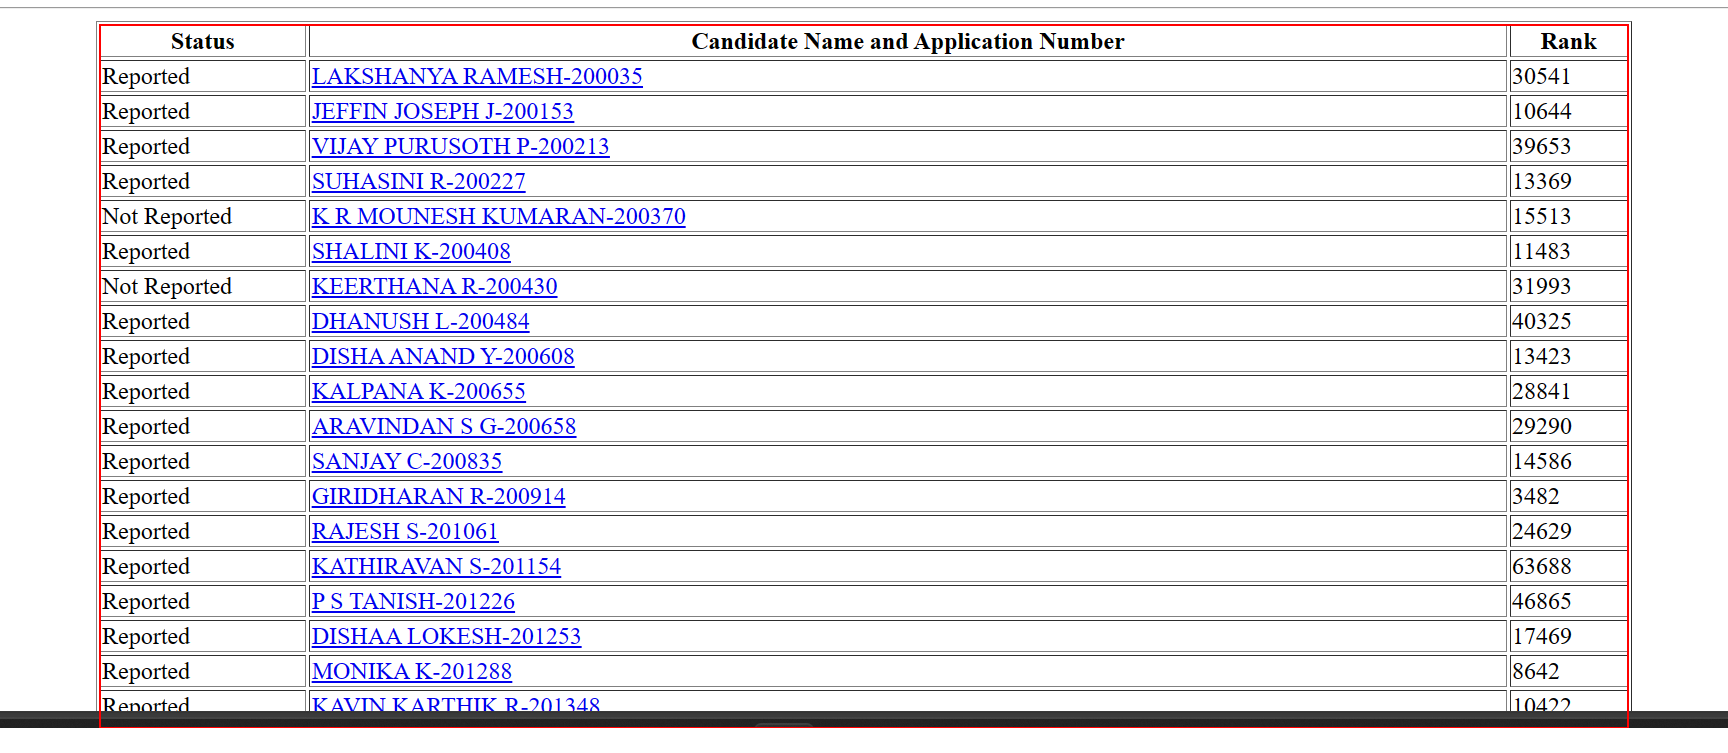 Status Candidate Name and Application Number Rank
Reported LAKSHANYA RAMESH-200035 30541
Reported JEFFIN JOSEPH J-200153 10644
Reported VIJAY PURUSOTH P-200213 39653
Reported SUHASINI R-200227 13369
Not Reported K R MOUNESH KUMARAN-200370 15513
Reported SHALINI K-200408 11483
Not Reported KEERTHANA R-200430 31993
Reported DHANUSH L-200484 40325
Reported DISHA ANAND Y-200608 13423
Reported KALPANA K-200655 28841
Reported ARAVINDAN S G-200658 29290
Reported SANJAY C-200835 14586
Reported GIRIDHARAN R-200914 3482
Reported RAJESH S-201061 24629
Reported KATHIRAVAN S-201154 63688
Reported P S TANISH-201226 46865
Reported DISHAA LOKESH-201253 17469
Reported MONIKA K-201288 8642
Reported KAVIN KARTHIK R-201348 10422